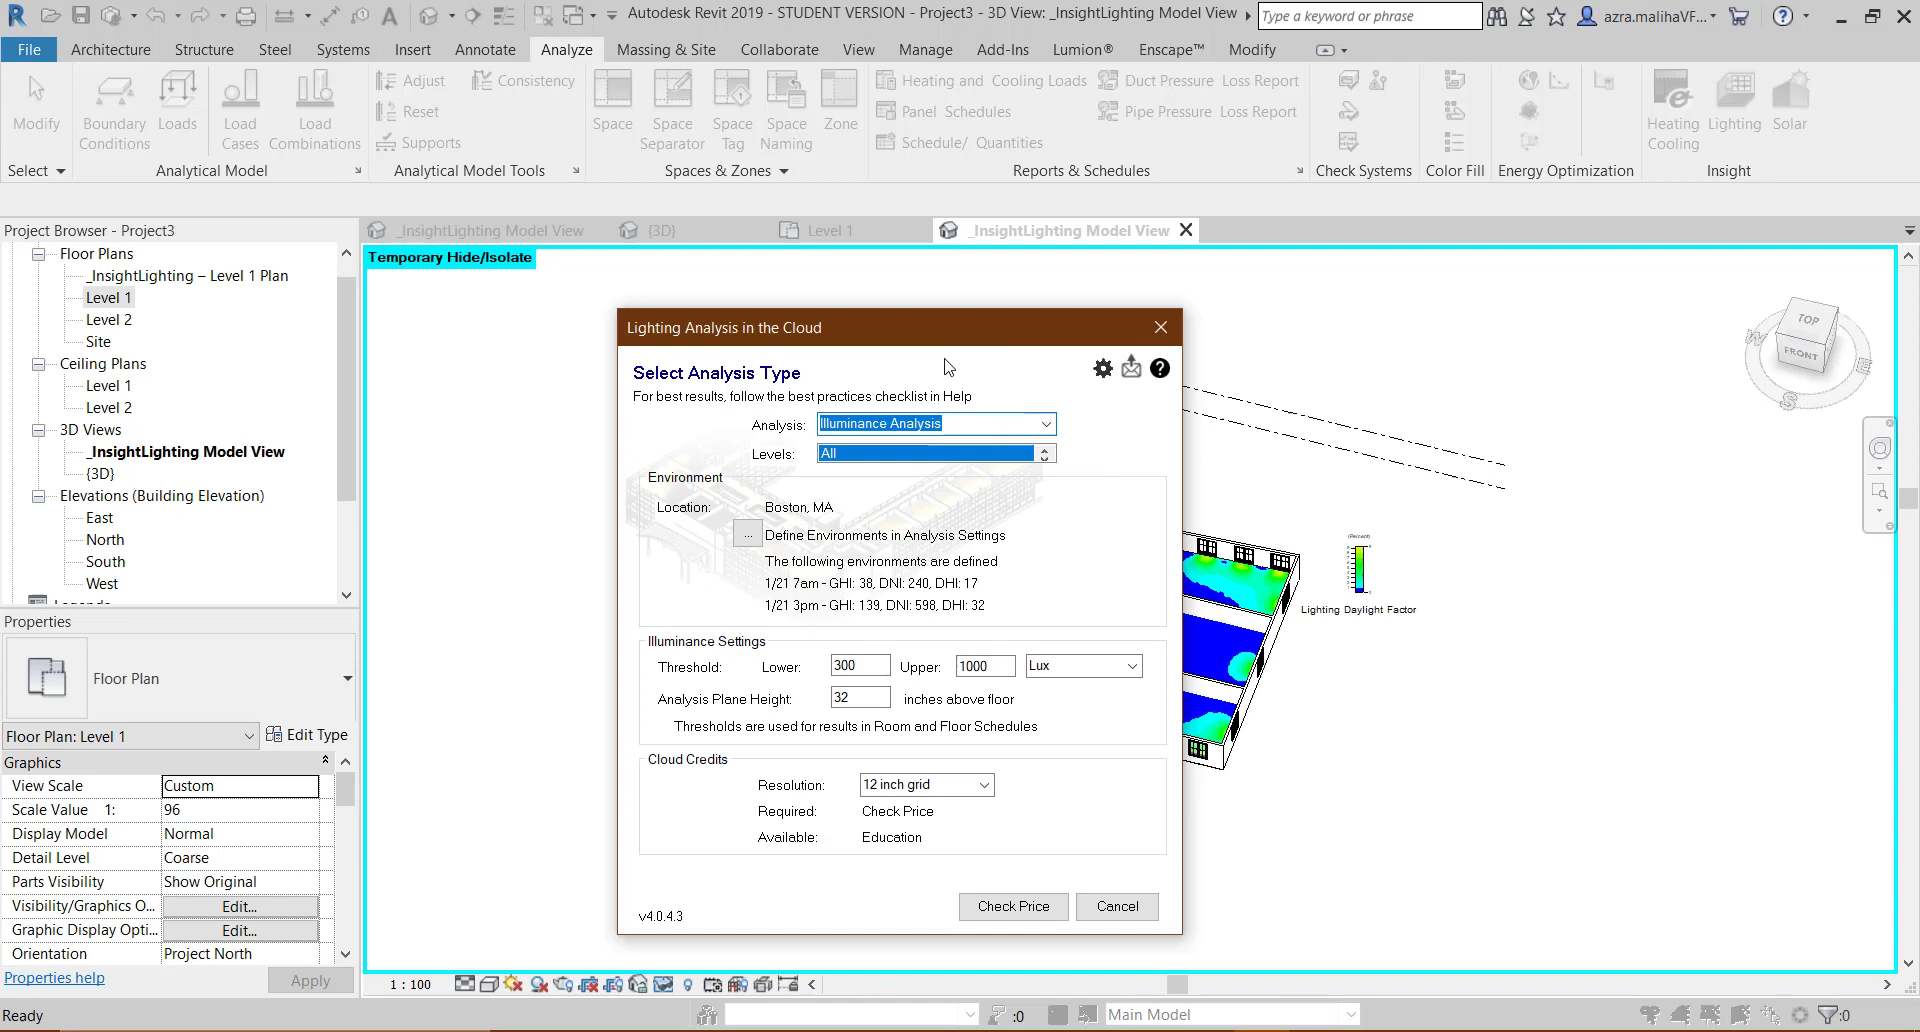 Autodesk Revit 2019 - STUDENT VERSION - Project3 - 3D View: _InsightLighting Model View
Type a keyword or phrase
azra.malihaVF...
File Architecture Structure Steel Systems Insert Annotate Analyze Massing & Site Collaborate View Manage Add-Ins Lumion® Enscape™ Modify
Modify
Boundary Conditions
Loads
Load Cases
Load Combinations
Adjust
Reset
Supports
Consistency
Space
Space Separator
Space Tag
Space Naming
Zone
Heating and Cooling Loads
Panel Schedules
Schedule/ Quantities
Duct Pressure Loss Report
Pipe Pressure Loss Report
Heating Cooling
Lighting
Solar
Select Analytical Model Analytical Model Tools Spaces & Zones Reports & Schedules Check Systems Color Fill Energy Optimization Insight
Project Browser - Project3
Floor Plans
_InsightLighting – Level 1 Plan
Level 1
Level 2
Site
Ceiling Plans
Level 1
Level 2
3D Views
_InsightLighting Model View
{3D}
Elevations (Building Elevation)
East
North
South
West
Properties
Floor Plan
Floor Plan: Level 1
Edit Type
Graphics
View Scale Custom
Scale Value 1: 96
Display Model Normal
Detail Level Coarse
Parts Visibility Show Original
Visibility/Graphics O... Edit...
Graphic Display Opti... Edit...
Orientation Project North
Properties help
Apply
_InsightLighting Model View {3D} Level 1 _InsightLighting Model View
Temporary Hide/Isolate
Lighting Analysis in the Cloud
Select Analysis Type
For best results, follow the best practices checklist in Help
Analysis: Illuminance Analysis
Levels: All
Environment
Location: Boston, MA
... Define Environments in Analysis Settings
The following environments are defined
1/21 7am - GHI: 38, DNI: 240, DHI: 17
1/21 3pm - GHI: 139, DNI: 598, DHI: 32
Illuminance Settings
Threshold: Lower: 300 Upper: 1000 Lux
Analysis Plane Height: 32 inches above floor
Thresholds are used for results in Room and Floor Schedules
Cloud Credits
Resolution: 12 inch grid
Required: Check Price
Available: Education
v4.0.4.3
Check Price
Cancel
TOP
FRONT
W
E
S
(Percent)
Lighting Daylight Factor
1 : 100
Ready
:0
Main Model
:0